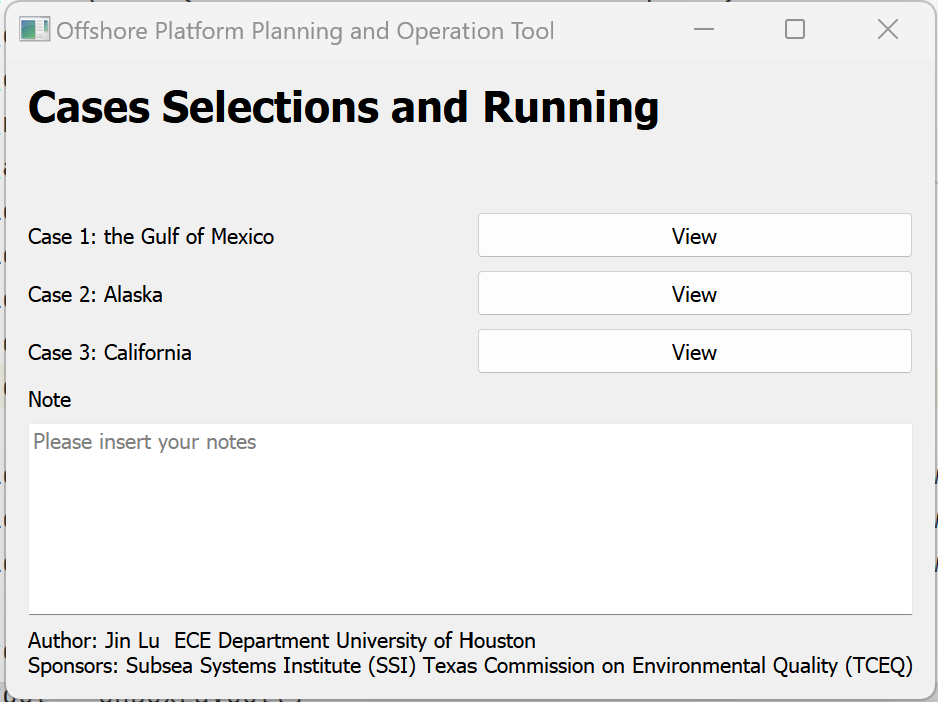 Offshore Platform Planning and Operation Tool
Cases Selections and Running
Case 1: the Gulf of Mexico
View
Case 2: Alaska
View
Case 3: California
View
Note
Please insert your notes
Author: Jin Lu  ECE Department University of Houston
Sponsors: Subsea Systems Institute (SSI) Texas Commission on Environmental Quality (TCEQ)